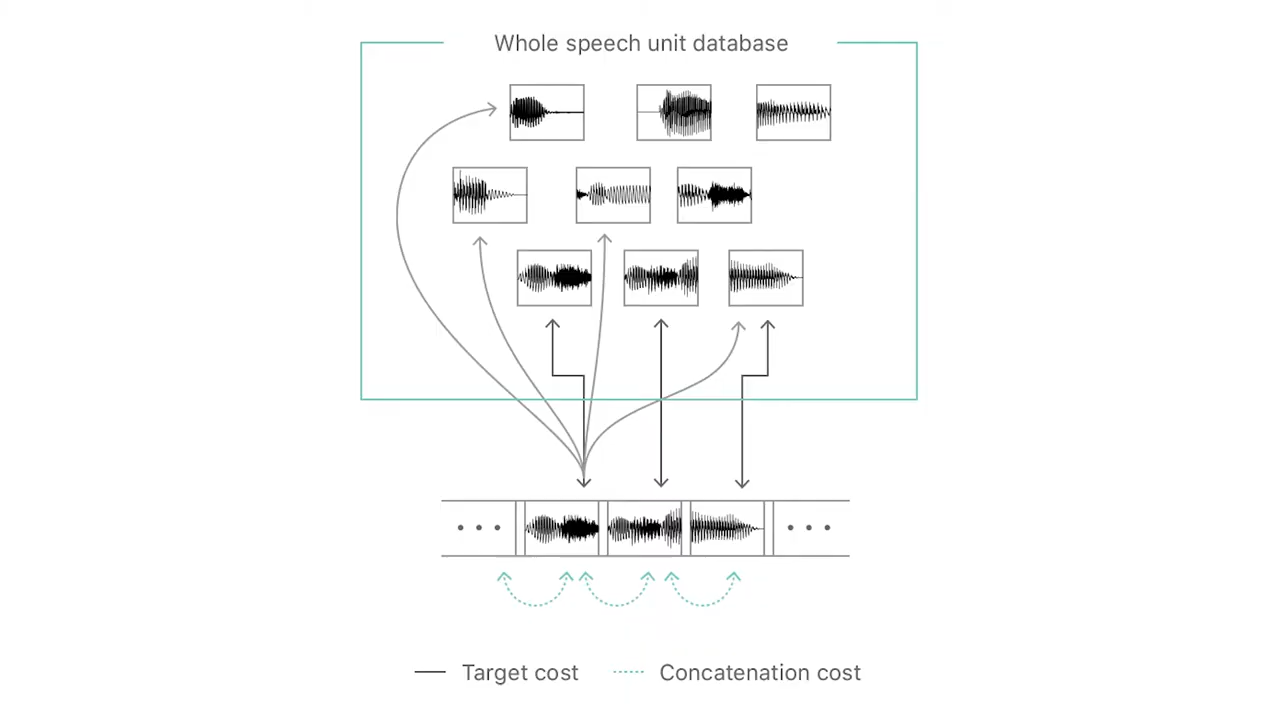 Whole speech unit database
Target cost
Concatenation cost